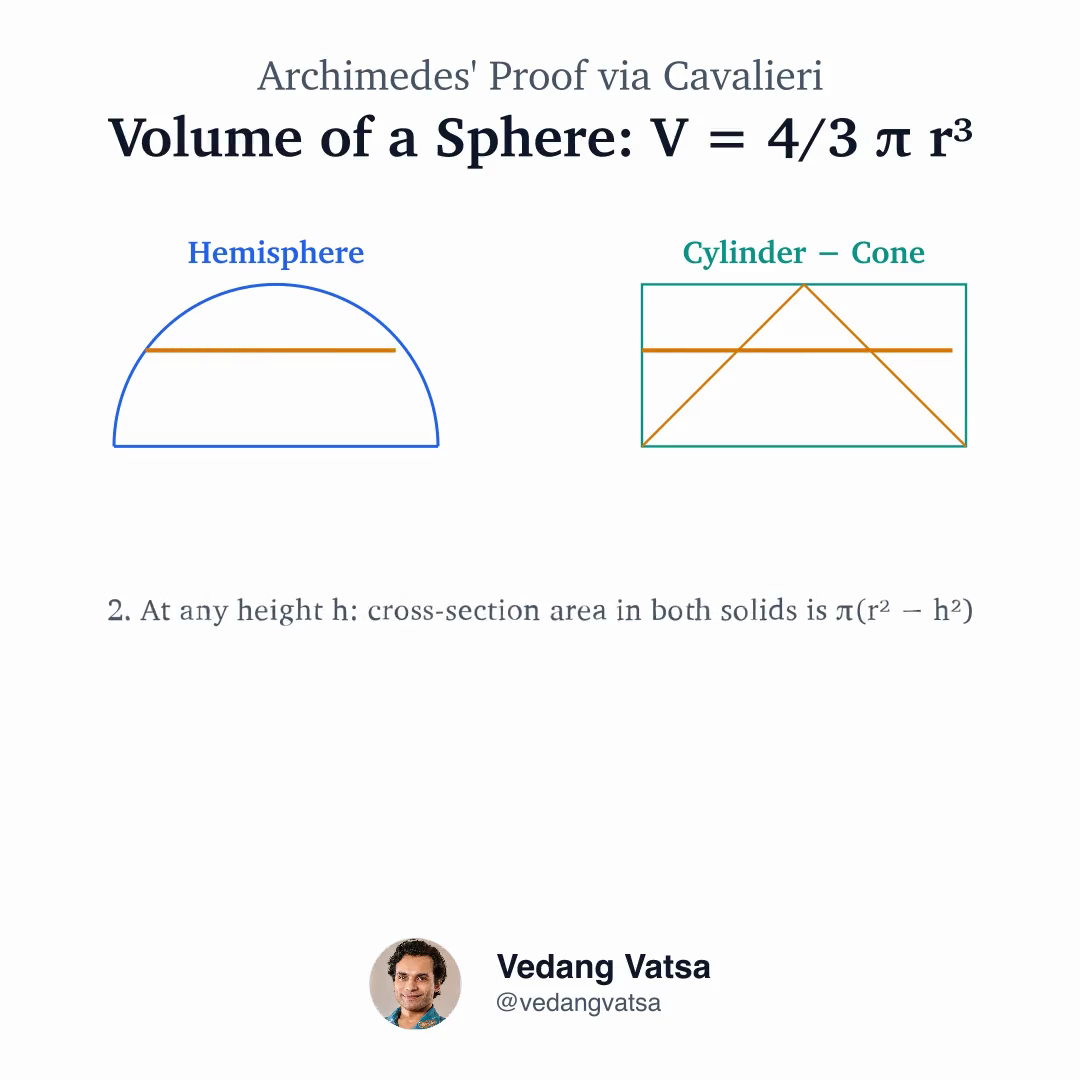 Archimedes' Proof via Cavalieri
Volume of a Sphere: V = 4/3 π r³
Hemisphere
Cylinder − Cone
2. At any height h: cross-section area in both solids is π(r² − h²)
Vedang Vatsa
@vedangvatsa